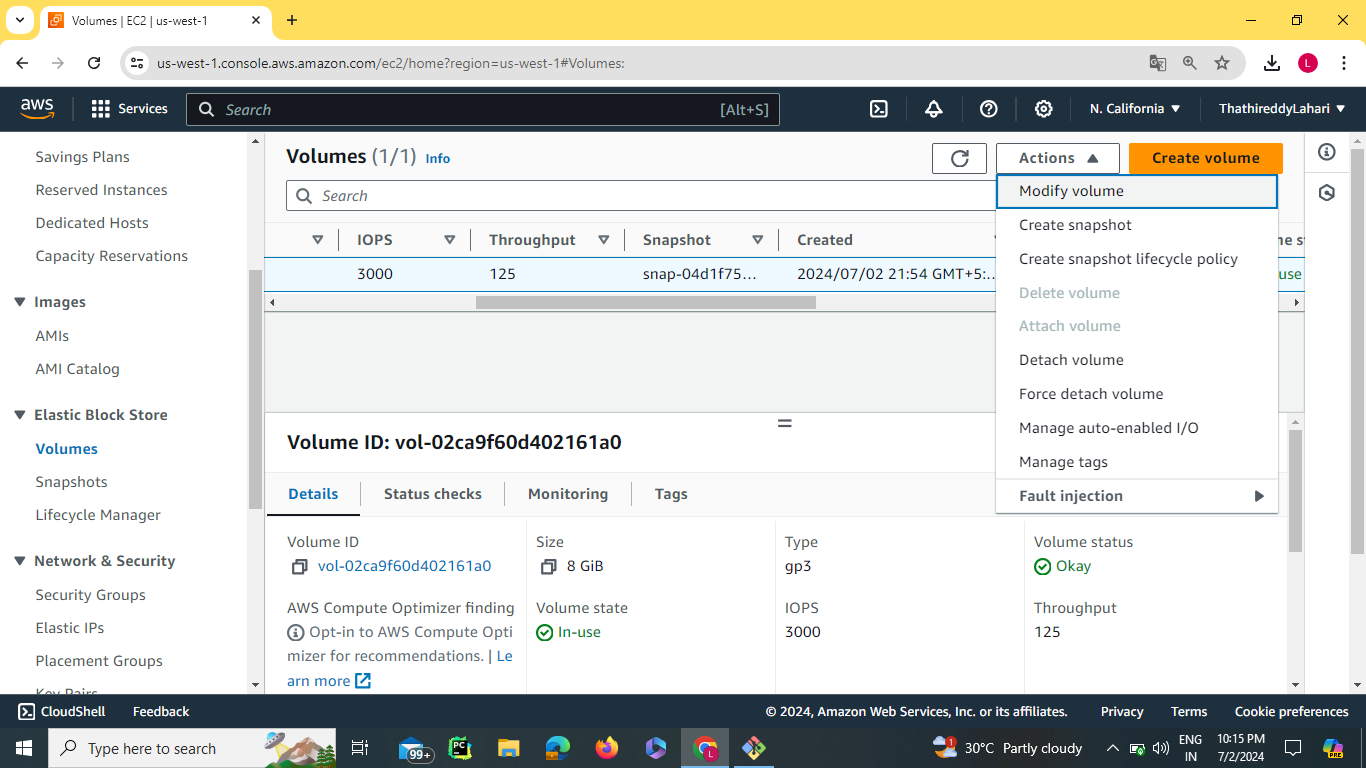 Volumes | EC2 | us-west-1
us-west-1.console.aws.amazon.com/ec2/home?region=us-west-1#Volumes:
L
aws
Services
Search
[Alt+S]
N. California
ThathireddyLahari
Savings Plans
Reserved Instances
Dedicated Hosts
Capacity Reservations
Images
AMIs
AMI Catalog
Elastic Block Store
Volumes
Snapshots
Lifecycle Manager
Network & Security
Security Groups
Elastic IPs
Placement Groups
Key Pairs
Volumes (1/1) Info
Actions
Create volume
Search
IOPS
Throughput
Snapshot
Created
3000
125
snap-04d1f75...
2024/07/02 21:54 GMT+5:...
use
Modify volume
Create snapshot
Create snapshot lifecycle policy
Delete volume
Attach volume
Detach volume
Force detach volume
Manage auto-enabled I/O
Manage tags
Fault injection
Volume ID: vol-02ca9f60d402161a0
Details
Status checks
Monitoring
Tags
Volume ID
vol-02ca9f60d402161a0
Size
8 GiB
Type
gp3
Volume status
Okay
AWS Compute Optimizer finding
Opt-in to AWS Compute Opti
mizer for recommendations. | Le
arn more
Volume state
In-use
IOPS
3000
Throughput
125
CloudShell
Feedback
© 2024, Amazon Web Services, Inc. or its affiliates.
Privacy
Terms
Cookie preferences
Type here to search
99+
PC
L
30°C Partly cloudy
ENG
IN
10:15 PM
7/2/2024
PRE